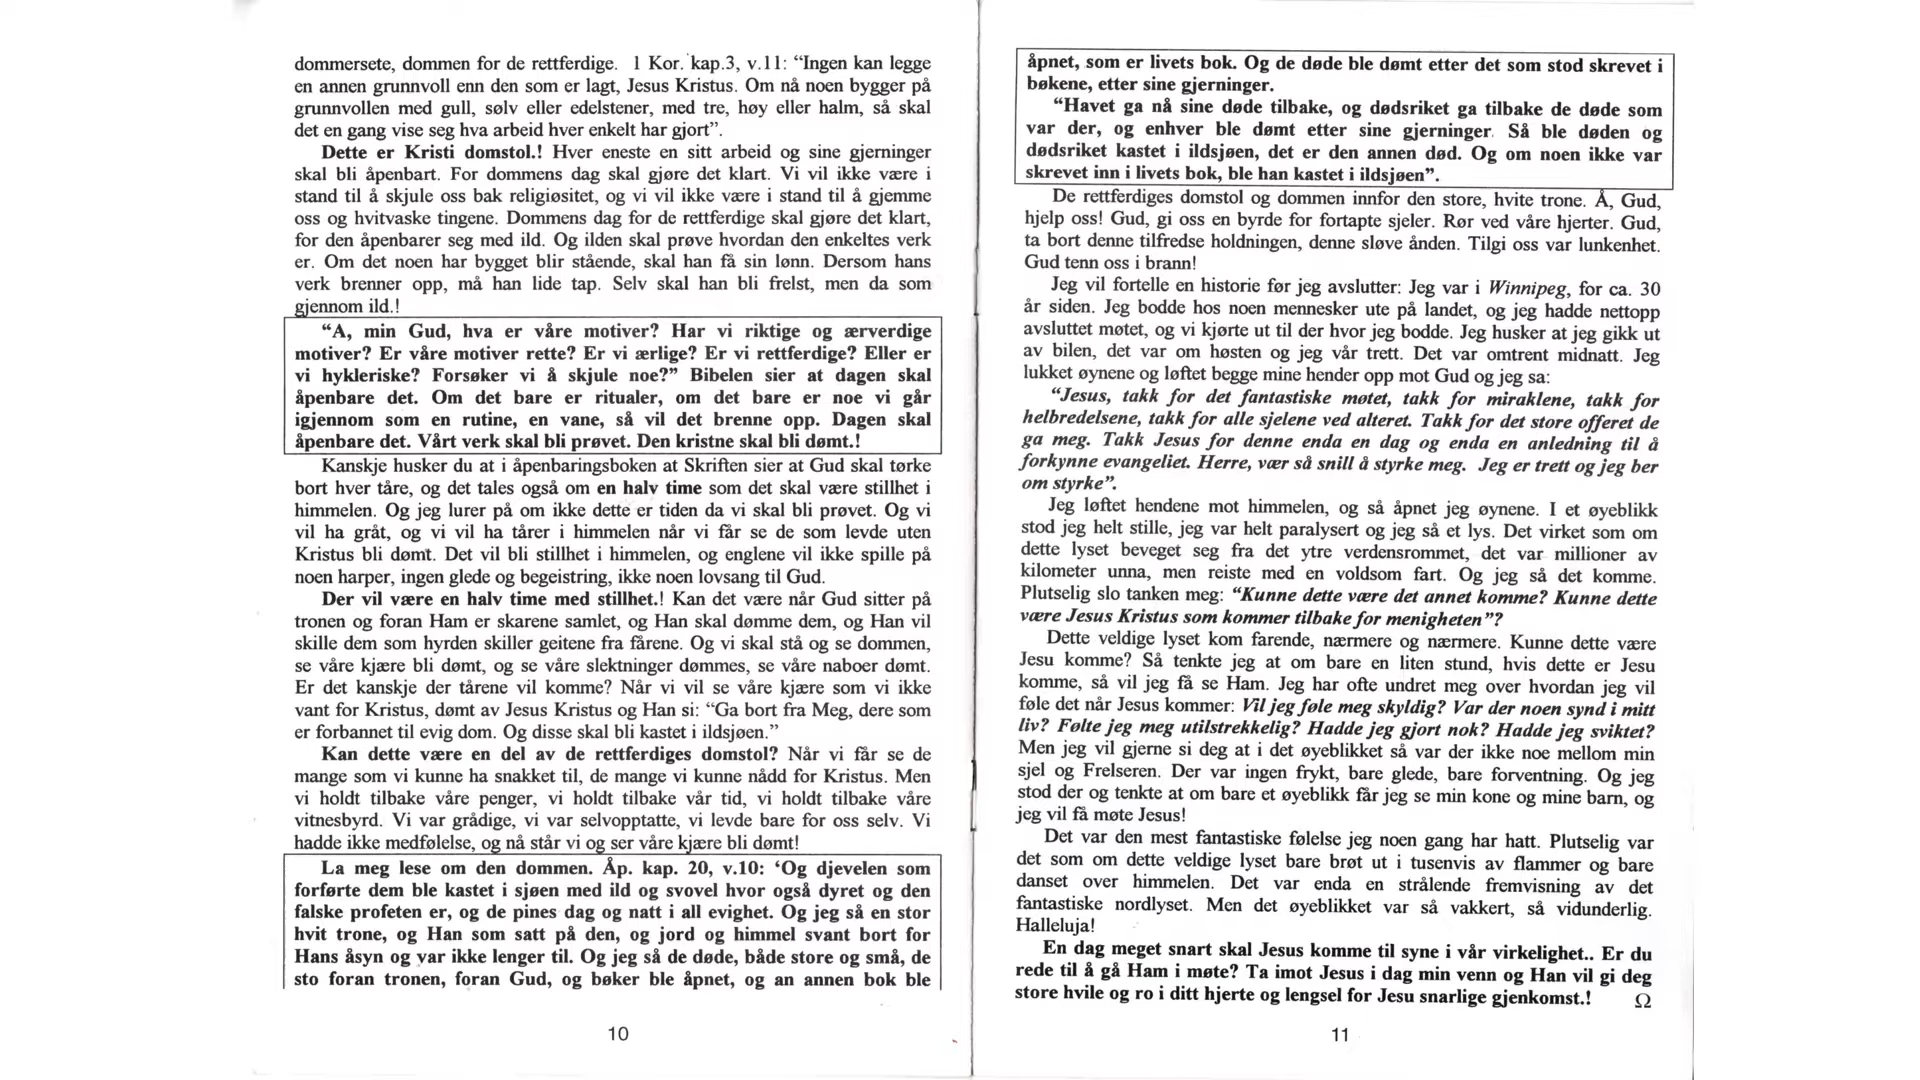 dommersete, dommen for de rettferdige. 1 Kor. kap.3, v.11: “Ingen kan legge
en annen grunnvoll enn den som er lagt, Jesus Kristus. Om nå noen bygger på
grunnvollen med gull, sølv eller edelstener, med tre, høy eller halm, så skal
det en gang vise seg hva arbeid hver enkelt har gjort”.
Dette er Kristi domstol.! Hver eneste en sitt arbeid og sine gjerninger
skal bli åpenbart. For dommens dag skal gjøre det klart. Vi vil ikke være i
stand til å skjule oss bak religiøsitet, og vi vil ikke være i stand til å gjemme
oss og hvitvaske tingene. Dommens dag for de rettferdige skal gjøre det klart,
for den åpenbarer seg med ild. Og ilden skal prøve hvordan den enkeltes verk
er. Om det noen har bygget blir stående, skal han få sin lønn. Dersom hans
verk brenner opp, må han lide tap. Selv skal han bli frelst, men da som
gjennom ild.!
“A, min Gud, hva er våre motiver? Har vi riktige og ærverdige
motiver? Er våre motiver rette? Er vi ærlige? Er vi rettferdige? Eller er
vi hykleriske? Forsøker vi å skjule noe?” Bibelen sier at dagen skal
åpenbare det. Om det bare er ritualer, om det bare er noe vi går
igjennom som en rutine, en vane, så vil det brenne opp. Dagen skal
åpenbare det. Vårt verk skal bli prøvet. Den kristne skal bli dømt.!
Kanskje husker du at i åpenbaringsboken at Skriften sier at Gud skal tørke
bort hver tåre, og det tales også om en halv time som det skal være stillhet i
himmelen. Og jeg lurer på om ikke dette er tiden da vi skal bli prøvet. Og vi
vil ha gråt, og vi vil ha tårer i himmelen når vi får se de som levde uten
Kristus bli dømt. Det vil bli stillhet i himmelen, og englene vil ikke spille på
noen harper, ingen glede og begeistring, ikke noen lovsang til Gud.
Der vil være en halv time med stillhet.! Kan det være når Gud sitter på
tronen og foran Ham er skarene samlet, og Han skal dømme dem, og Han vil
skille dem som hyrden skiller geitene fra fårene. Og vi skal stå og se dommen,
se våre kjære bli dømt, og se våre slektninger dømmes, se våre naboer dømt.
Er det kanskje der tårene vil komme? Når vi vil se våre kjære som vi ikke
vant for Kristus, dømt av Jesus Kristus og Han si: “Ga bort fra Meg, dere som
er forbannet til evig dom. Og disse skal bli kastet i ildsjøen.”
Kan dette være en del av de rettferdiges domstol? Når vi får se de
mange som vi kunne ha snakket til, de mange vi kunne nådd for Kristus. Men
vi holdt tilbake våre penger, vi holdt tilbake vår tid, vi holdt tilbake våre
vitnesbyrd. Vi var grådige, vi var selvopptatte, vi levde bare for oss selv. Vi
hadde ikke medfølelse, og nå står vi og ser våre kjære bli dømt!
La meg lese om den dommen. Åp. kap. 20, v.10: ‘Og djevelen som
forførte dem ble kastet i sjøen med ild og svovel hvor også dyret og den
falske profeten er, og de pines dag og natt i all evighet. Og jeg så en stor
hvit trone, og Han som satt på den, og jord og himmel svant bort for
Hans åsyn og var ikke lenger til. Og jeg så de døde, både store og små, de
sto foran tronen, foran Gud, og bøker ble åpnet, og an annen bok ble
10
åpnet, som er livets bok. Og de døde ble dømt etter det som stod skrevet i
bøkene, etter sine gjerninger.
“Havet ga nå sine døde tilbake, og dødsriket ga tilbake de døde som
var der, og enhver ble dømt etter sine gjerninger. Så ble døden og
dødsriket kastet i ildsjøen, det er den annen død. Og om noen ikke var
skrevet inn i livets bok, ble han kastet i ildsjøen”.
De rettferdiges domstol og dommen innfor den store, hvite trone. Å, Gud,
hjelp oss! Gud, gi oss en byrde for fortapte sjeler. Rør ved våre hjerter. Gud,
ta bort denne tilfredse holdningen, denne sløve ånden. Tilgi oss var lunkenhet.
Gud tenn oss i brann!
Jeg vil fortelle en historie før jeg avslutter: Jeg var i Winnipeg, for ca. 30
år siden. Jeg bodde hos noen mennesker ute på landet, og jeg hadde nettopp
avsluttet møtet, og vi kjørte ut til der hvor jeg bodde. Jeg husker at jeg gikk ut
av bilen, det var om høsten og jeg vår trett. Det var omtrent midnatt. Jeg
lukket øynene og løftet begge mine hender opp mot Gud og jeg sa:
“Jesus, takk for det fantastiske møtet, takk for miraklene, takk for
helbredelsene, takk for alle sjelene ved alteret. Takk for det store offeret de
ga meg. Takk Jesus for denne enda en dag og enda en anledning til å
forkynne evangeliet. Herre, vær så snill å styrke meg. Jeg er trett og jeg ber
om styrke”.
Jeg løftet hendene mot himmelen, og så åpnet jeg øynene. I et øyeblikk
stod jeg helt stille, jeg var helt paralysert og jeg så et lys. Det virket som om
dette lyset beveget seg fra det ytre verdensrommet, det var millioner av
kilometer unna, men reiste med en voldsom fart. Og jeg så det komme.
Plutselig slo tanken meg: “Kunne dette være det annet komme? Kunne dette
være Jesus Kristus som kommer tilbake for menigheten”?
Dette veldige lyset kom farende, nærmere og nærmere. Kunne dette være
Jesu komme? Så tenkte jeg at om bare en liten stund, hvis dette er Jesu
komme, så vil jeg få se Ham. Jeg har ofte undret meg over hvordan jeg vil
føle det når Jesus kommer: Vil jeg føle meg skyldig? Var der noen synd i mitt
liv? Følte jeg meg utilstrekkelig? Hadde jeg gjort nok? Hadde jeg sviktet?
Men jeg vil gjerne si deg at i det øyeblikket så var der ikke noe mellom min
sjel og Frelseren. Der var ingen frykt, bare glede, bare forventning. Og jeg
stod der og tenkte at om bare et øyeblikk får jeg se min kone og mine barn, og
jeg vil få møte Jesus!
Det var den mest fantastiske følelse jeg noen gang har hatt. Plutselig var
det som om dette veldige lyset bare brøt ut i tusenvis av flammer og bare
danset over himmelen. Det var enda en strålende fremvisning av det
fantastiske nordlyset. Men det øyeblikket var så vakkert, så vidunderlig.
Halleluja!
En dag meget snart skal Jesus komme til syne i vår virkelighet.. Er du
rede til å gå Ham i møte? Ta imot Jesus i dag min venn og Han vil gi deg
store hvile og ro i ditt hjerte og lengsel for Jesu snarlige gjenkomst.! Ω
11